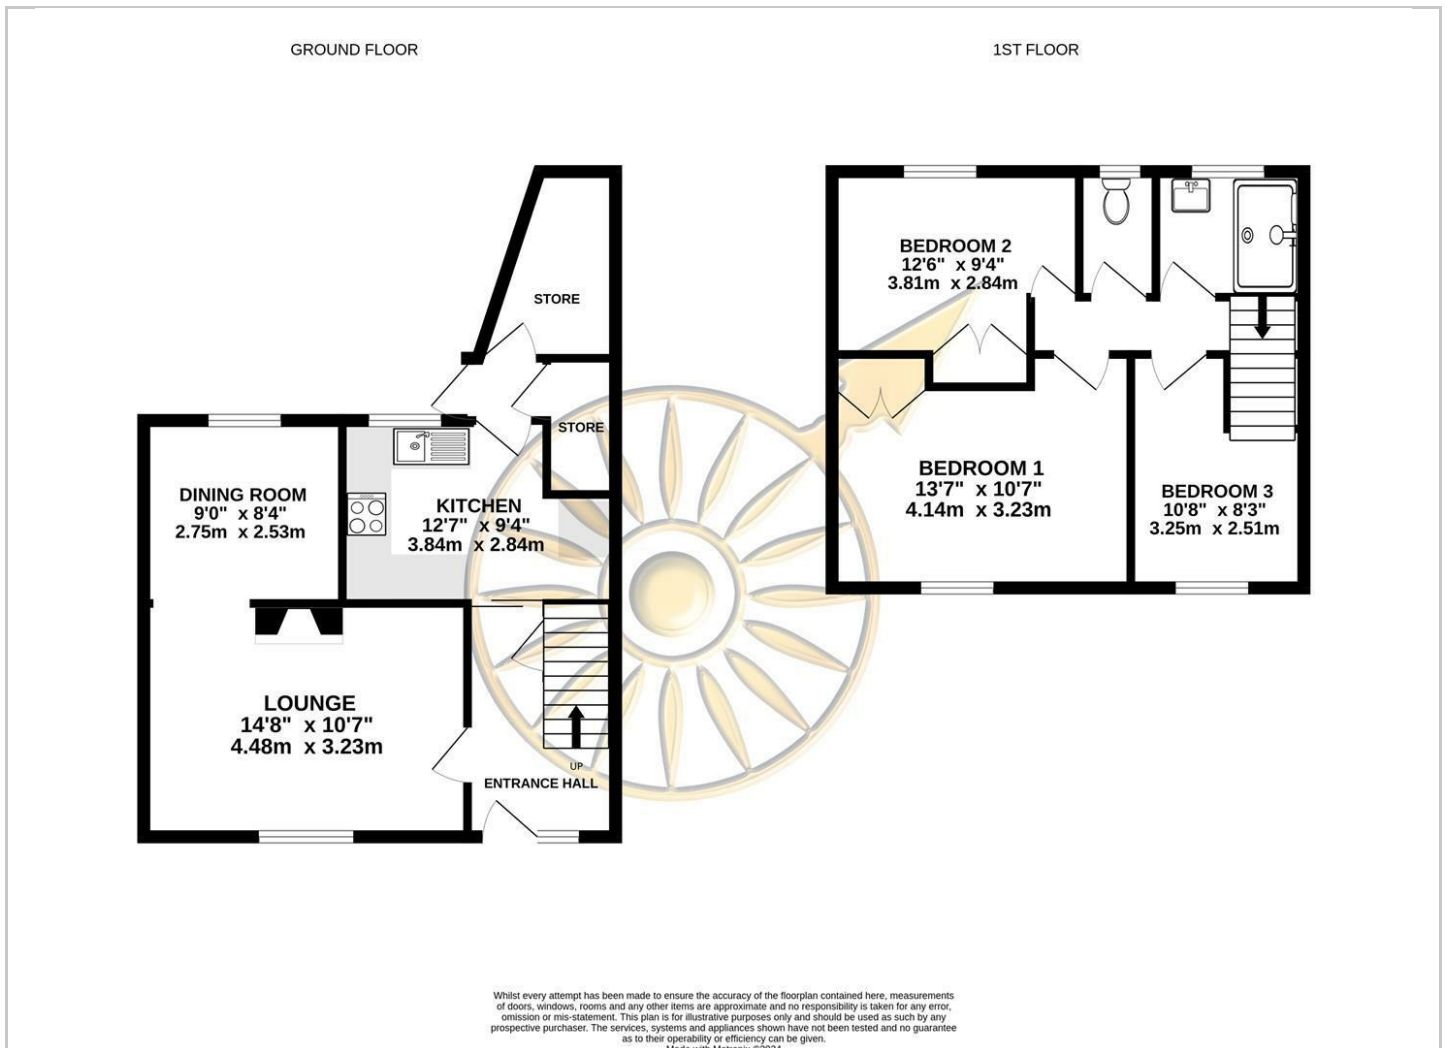 GROUND FLOOR
1ST FLOOR
STORE
STORE
DINING ROOM
9'0" x 8'4"
2.75m x 2.53m
KITCHEN
12'7" x 9'4"
3.84m x 2.84m
LOUNGE
14'8" x 10'7"
4.48m x 3.23m
UP
ENTRANCE HALL
BEDROOM 2
12'6" x 9'4"
3.81m x 2.84m
BEDROOM 1
13'7" x 10'7"
4.14m x 3.23m
BEDROOM 3
10'8" x 8'3"
3.25m x 2.51m
Whilst every attempt has been made to ensure the accuracy of the floorplan contained here, measurements
of doors, windows, rooms and any other items are approximate and no responsibility is taken for any error,
omission or mis-statement. This plan is for illustrative purposes only and should be used as such by any
prospective purchaser. The services, systems and appliances shown have not been tested and no guarantee
as to their operability or efficiency can be given.
Made with Metropix ©2024